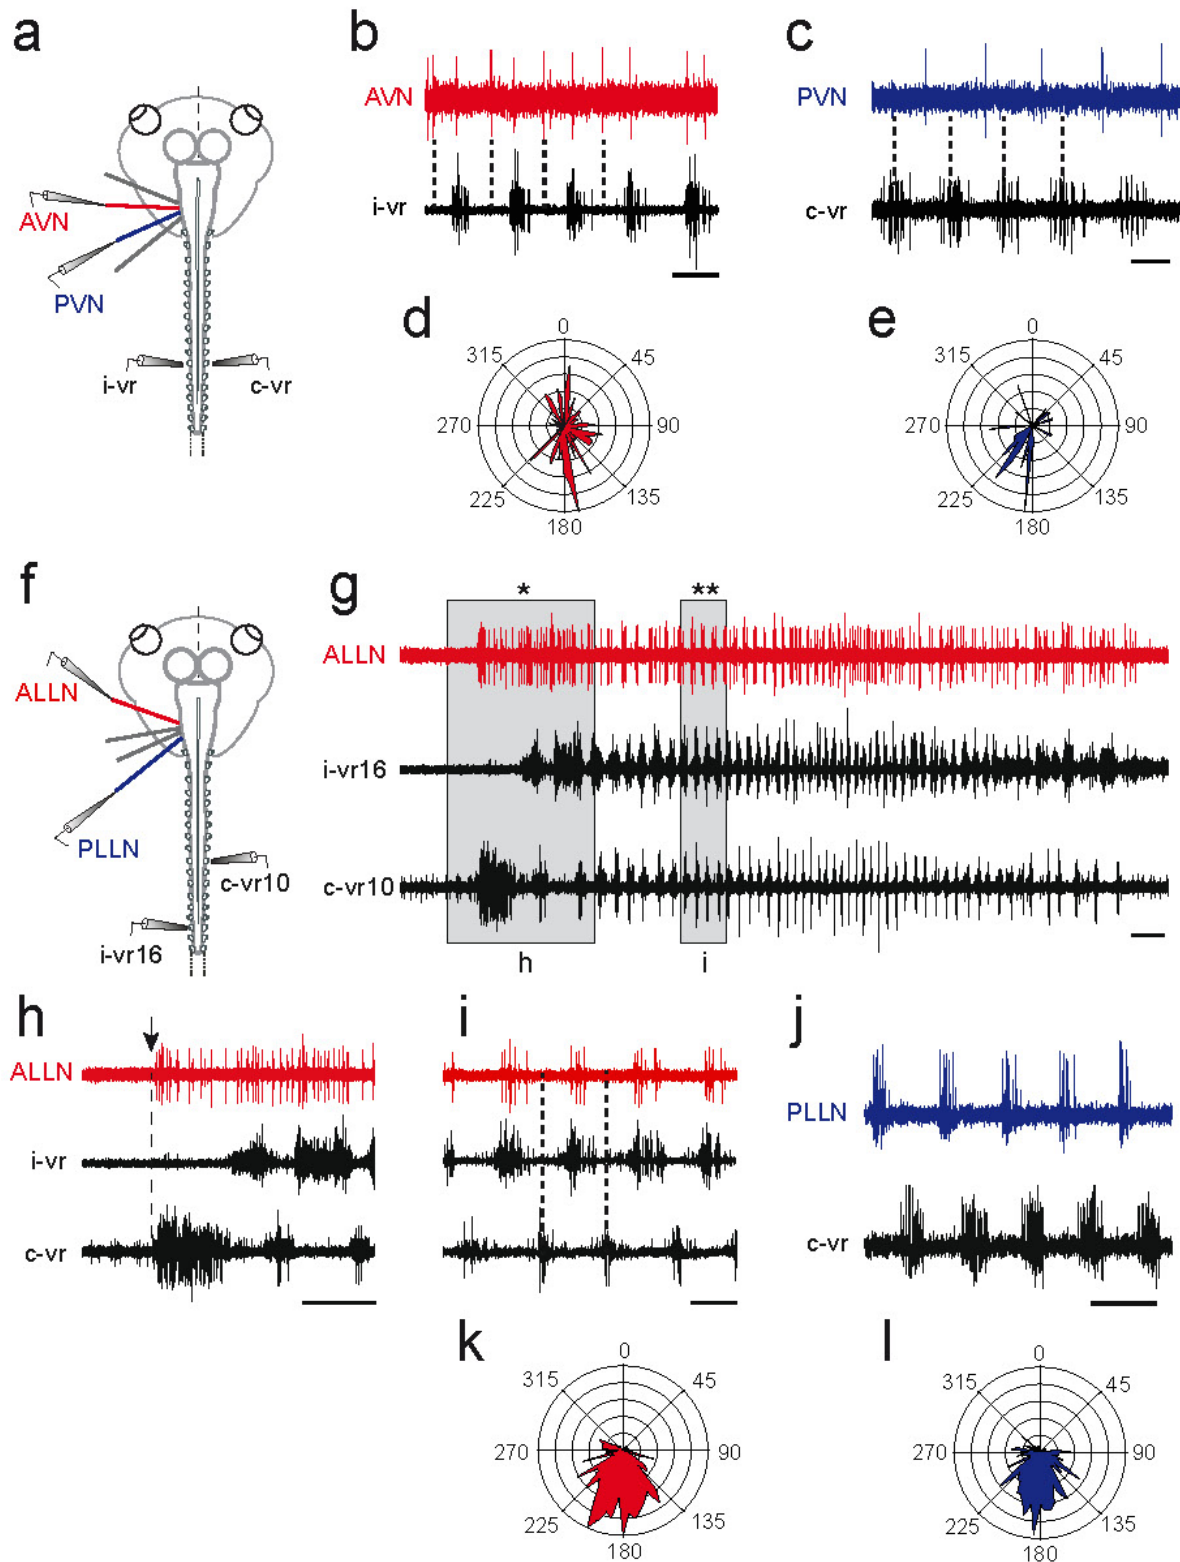 a
AVN
PVN
i-vr
c-vr
b
AVN
i-vr
c
PVN
c-vr
d
0
45
90
135
180
225
270
315
e
0
45
90
135
180
225
270
315
f
ALLN
PLLN
c-vr10
i-vr16
g
* **
ALLN
i-vr16
c-vr10
h i
h
ALLN
i-vr
c-vr
i
j
PLLN
c-vr
k
0
45
90
135
180
225
270
315
l
0
45
90
135
180
225
270
315